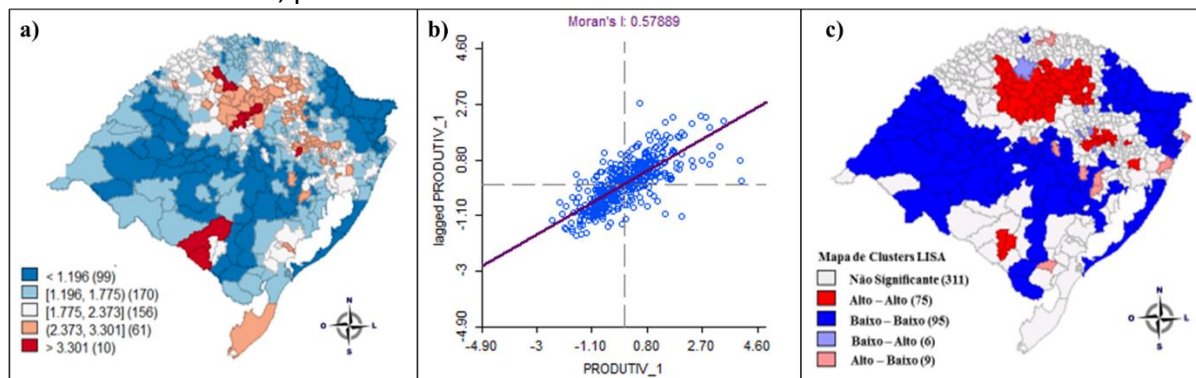 a)
< 1.196 (99)
[1.196, 1.775) (170)
[1.775, 2.373] (156)
(2.373, 3.301] (61)
> 3.301 (10)
N
O L
S
b)
Moran's I: 0.57889
lagged PRODUTIV_1
4.60
2.70
0.80
-1.10
-3
-4.90
-4.90 -3 -1.10 0.80 2.70 4.60
PRODUTIV_1
c)
Mapa de Clusters LISA
Não Significante (311)
Alto – Alto (75)
Baixo – Baixo (95)
Baixo – Alto (6)
Alto – Baixo (9)
N
O L
S